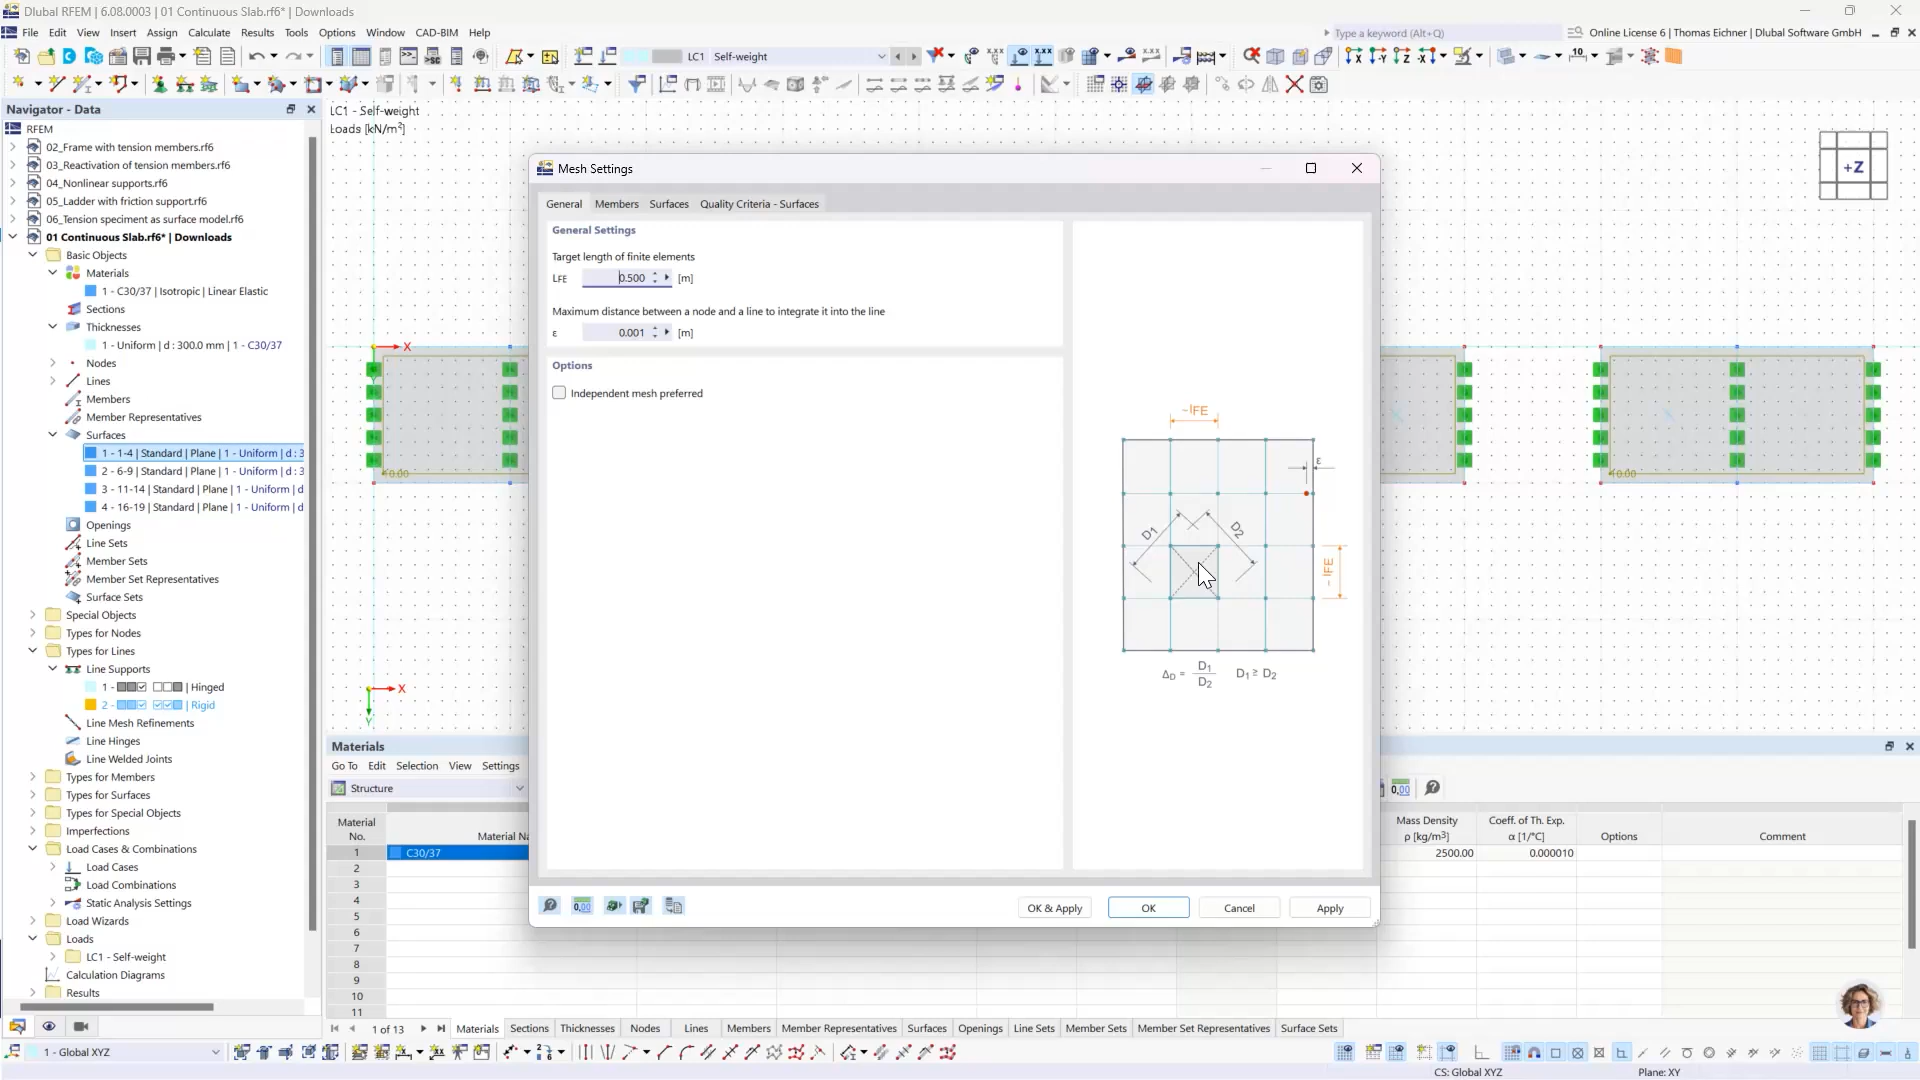 Dlubal RFEM | 6.08.0003 | 01 Continuous Slab.rf6* | Downloads
File Edit View Insert Assign Calculate Results Tools Options Window CAD-BIM Help
Type a keyword (Alt+Q)
Online License 6 | Thomas Eichner | Dlubal Software GmbH
LC1 Self-weight
Navigator - Data
RFEM
02_Frame with tension members.rf6
03_Reactivation of tension members.rf6
04_Nonlinear supports.rf6
05_Ladder with friction support.rf6
06_Tension speciment as surface model.rf6
01 Continuous Slab.rf6* | Downloads
Basic Objects
Materials
1 - C30/37 | Isotropic | Linear Elastic
Sections
Thicknesses
1 - Uniform | d : 300.0 mm | 1 - C30/37
Nodes
Lines
Members
Member Representatives
Surfaces
1 - 1-4 | Standard | Plane | 1 - Uniform | d : 3
2 - 6-9 | Standard | Plane | 1 - Uniform | d : 3
3 - 11-14 | Standard | Plane | 1 - Uniform | d
4 - 16-19 | Standard | Plane | 1 - Uniform | d
Openings
Line Sets
Member Sets
Member Set Representatives
Surface Sets
Special Objects
Types for Nodes
Types for Lines
Line Supports
1 - | Hinged
2 - | Rigid
Line Mesh Refinements
Line Hinges
Line Welded Joints
Types for Members
Types for Surfaces
Types for Special Objects
Imperfections
Load Cases & Combinations
Load Cases
Load Combinations
Static Analysis Settings
Load Wizards
Loads
LC1 - Self-weight
Calculation Diagrams
Results
1 - Global XYZ
LC1 - Self-weight
Loads [kN/m²]
X
X
Y
+Z
Mesh Settings
General Members Surfaces Quality Criteria - Surfaces
General Settings
Target length of finite elements
LFE 0.500 [m]
Maximum distance between a node and a line to integrate it into the line
ε 0.001 [m]
Options
Independent mesh preferred
~lFE
ε
D1
D2
~lFE
ΔD = D1 / D2 D1 ≥ D2
OK & Apply OK Cancel Apply
Materials
Go To Edit Selection View Settings
Structure
Material No.
Material Na
Mass Density ρ [kg/m³]
Coeff. of Th. Exp. α [1/°C]
Options
Comment
1 C30/37 2500.00 0.000010
2
3
4
5
6
7
8
9
10
11
1 of 13
Materials Sections Thicknesses Nodes Lines Members Member Representatives Surfaces Openings Line Sets Member Sets Member Set Representatives Surface Sets
CS: Global XYZ
Plane: XY